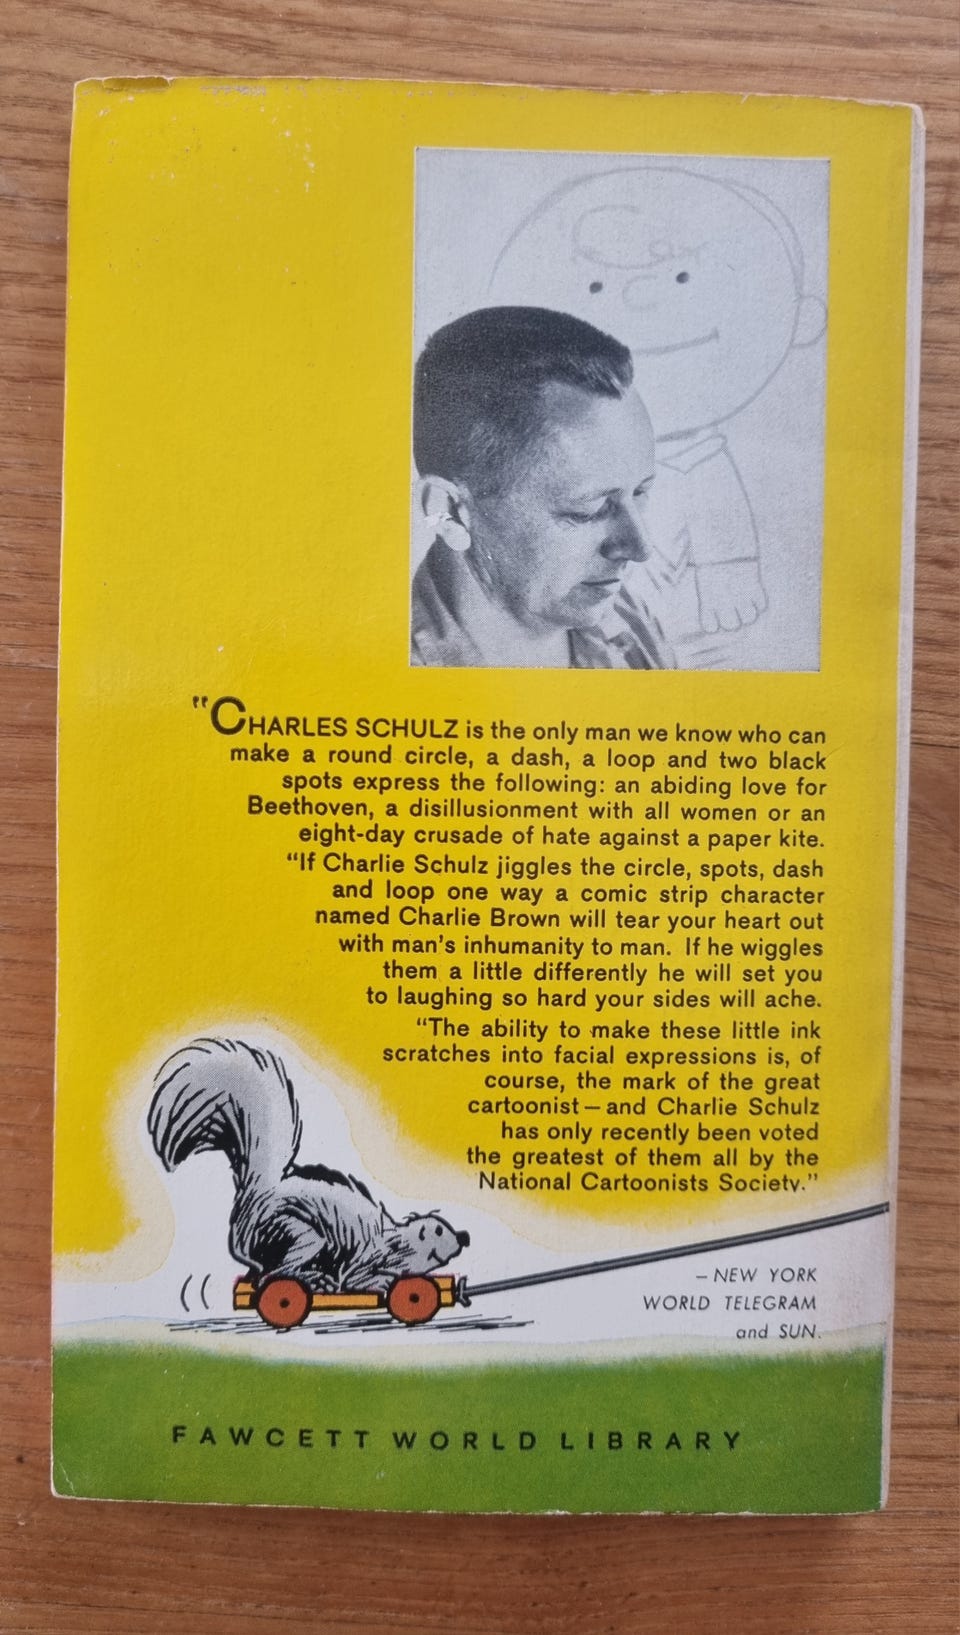 "CHARLES SCHULZ is the only man we know who can
make a round circle, a dash, a loop and two black
spots express the following: an abiding love for
Beethoven, a disillusionment with all women or an
eight-day crusade of hate against a paper kite.
"If Charlie Schulz jiggles the circle, spots, dash
and loop one way a comic strip character
named Charlie Brown will tear your heart out
with man's inhumanity to man. If he wiggles
them a little differently he will set you
to laughing so hard your sides will ache.
"The ability to make these little ink
scratches into facial expressions is, of
course, the mark of the great
cartoonist—and Charlie Schulz
has only recently been voted
the greatest of them all by the
National Cartoonists Society."
—NEW YORK
WORLD TELEGRAM
and SUN.
FAWCETT WORLD LIBRARY